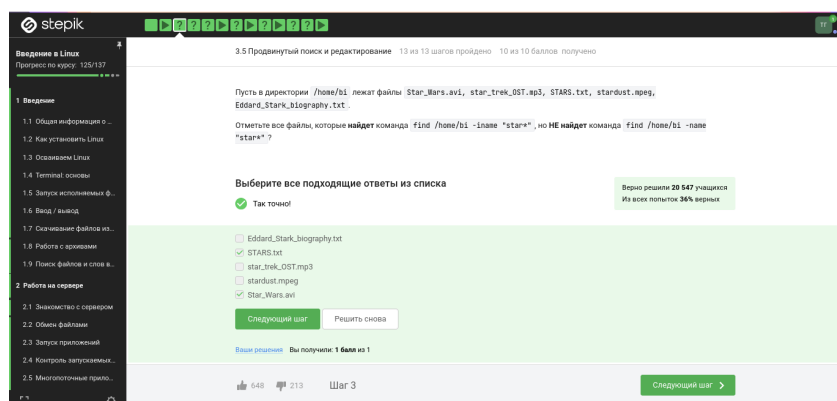 stepik
ТГ
Введение в Linux
Прогресс по курсу: 125/137
1 Введение
1.1 Общая информация о ...
1.2 Как установить Linux
1.3 Осваиваем Linux
1.4 Terminal: основы
1.5 Запуск исполняемых ф...
1.6 Ввод / вывод
1.7 Скачивание файлов из...
1.8 Работа с архивами
1.9 Поиск файлов и слов в...
2 Работа на сервере
2.1 Знакомство с сервером
2.2 Обмен файлами
2.3 Запуск приложений
2.4 Контроль запускаемых...
2.5 Многопоточные прило...
3.5 Продвинутый поиск и редактирование 13 из 13 шагов пройдено 10 из 10 баллов получено
Пусть в директории /home/bi лежат файлы Star_Wars.avi, star_trek_OST.mp3, STARS.txt, stardust.mpeg,
Eddard_Stark_biography.txt .
Отметьте все файлы, которые найдет команда find /home/bi -iname "star*" , но НЕ найдет команда find /home/bi -name
"star*" ?
Выберите все подходящие ответы из списка
Так точно!
Верно решили 20 547 учащихся
Из всех попыток 36% верных
Eddard_Stark_biography.txt
STARS.txt
star_trek_OST.mp3
stardust.mpeg
Star_Wars.avi
Следующий шаг Решить снова
Ваши решения Вы получили: 1 балл из 1
648 213 Шаг 3 Следующий шаг